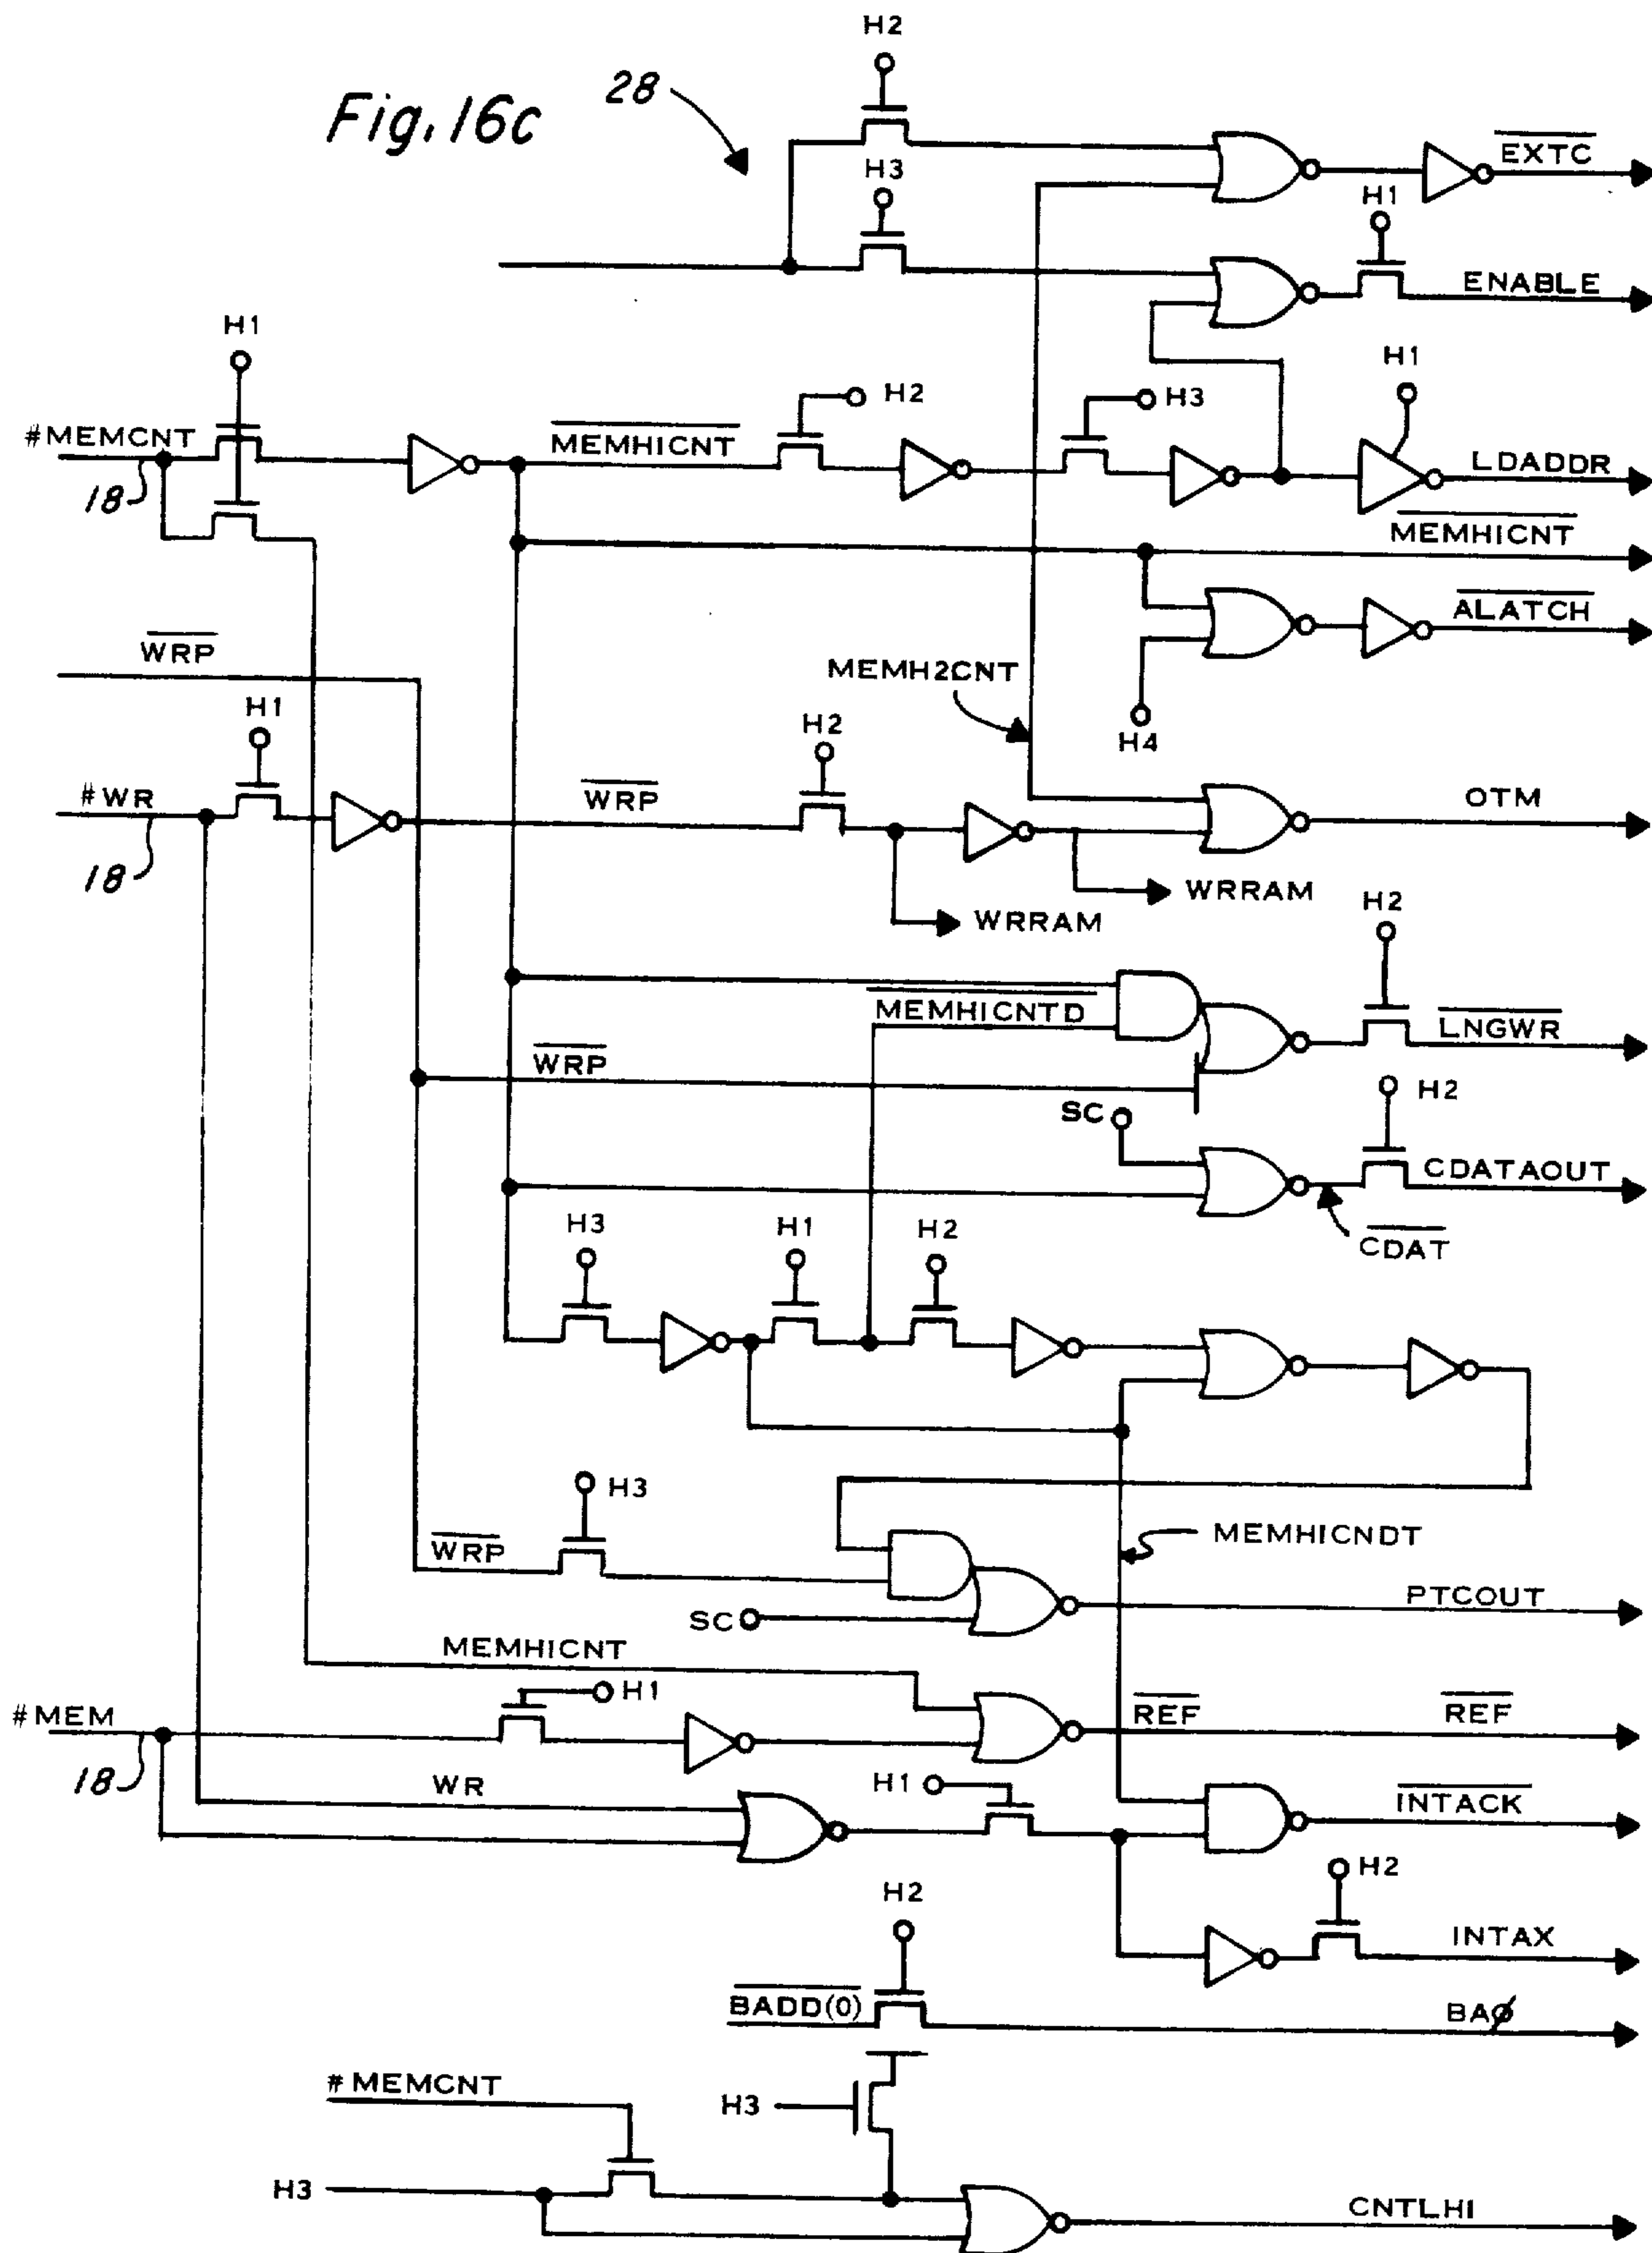 Fig. 16c
28
H2
H3
EXTC
H1
ENABLE
H1
#MEMCNT
18
MEMHICNT
H2
H3
H1
LDADDR
MEMHICNT
ALATCH
H4
MEMH2CNT
WRP
#WR
18
H1
WRP
H2
OTM
WRRAM
WRRAM
MEMHICNTD
H2
LNGWR
WRP
SC
H2
CDATAOUT
CDAT
H3
H1
H2
H3
WRP
MEMHICNDT
SC
PTCOUT
MEMHICNT
#MEM
18
H1
REF
REF
WR
H1
INTACK
H2
INTAX
H2
BADD(0)
BAØ
#MEMCNT
H3
H3
CNTLHI